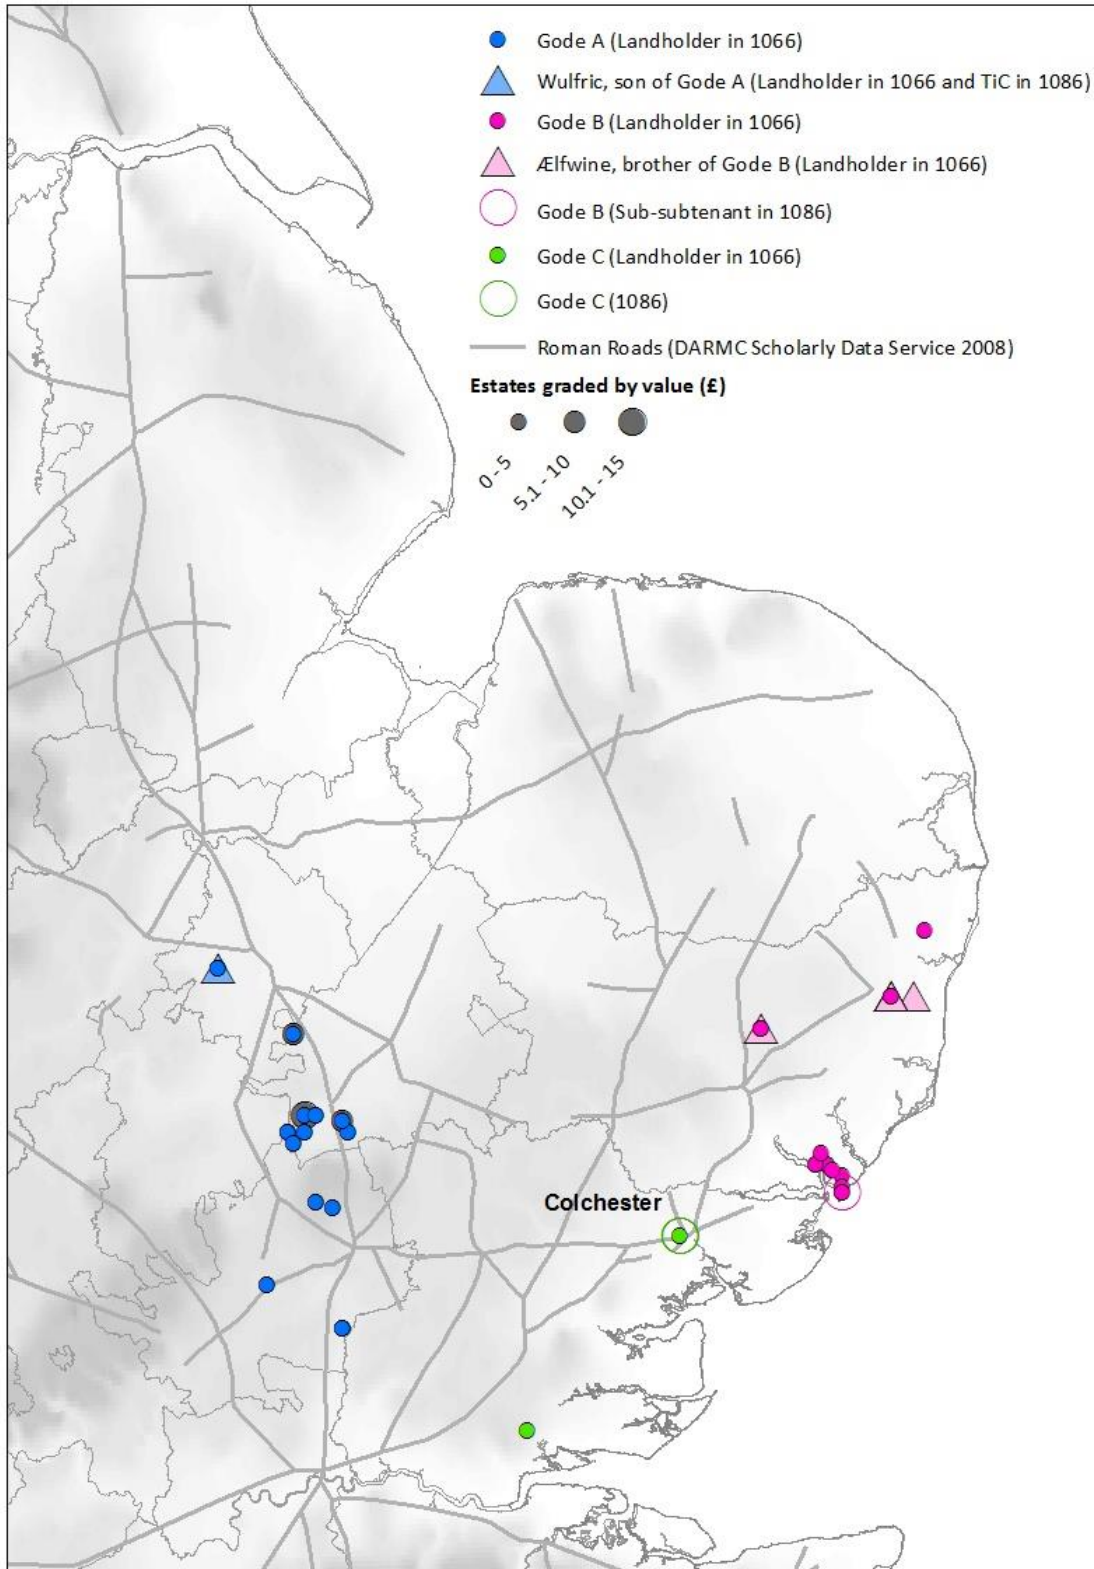 Gode A (Landholder in 1066)
Wulfric, son of Gode A (Landholder in 1066 and TiC in 1086)
Gode B (Landholder in 1066)
Ælfwine, brother of Gode B (Landholder in 1066)
Gode B (Sub-subtenant in 1086)
Gode C (Landholder in 1066)
Gode C (1086)
Roman Roads (DARMC Scholarly Data Service 2008)
Estates graded by value (£)
0 - 5
5.1 - 10
10.1 - 15
Colchester